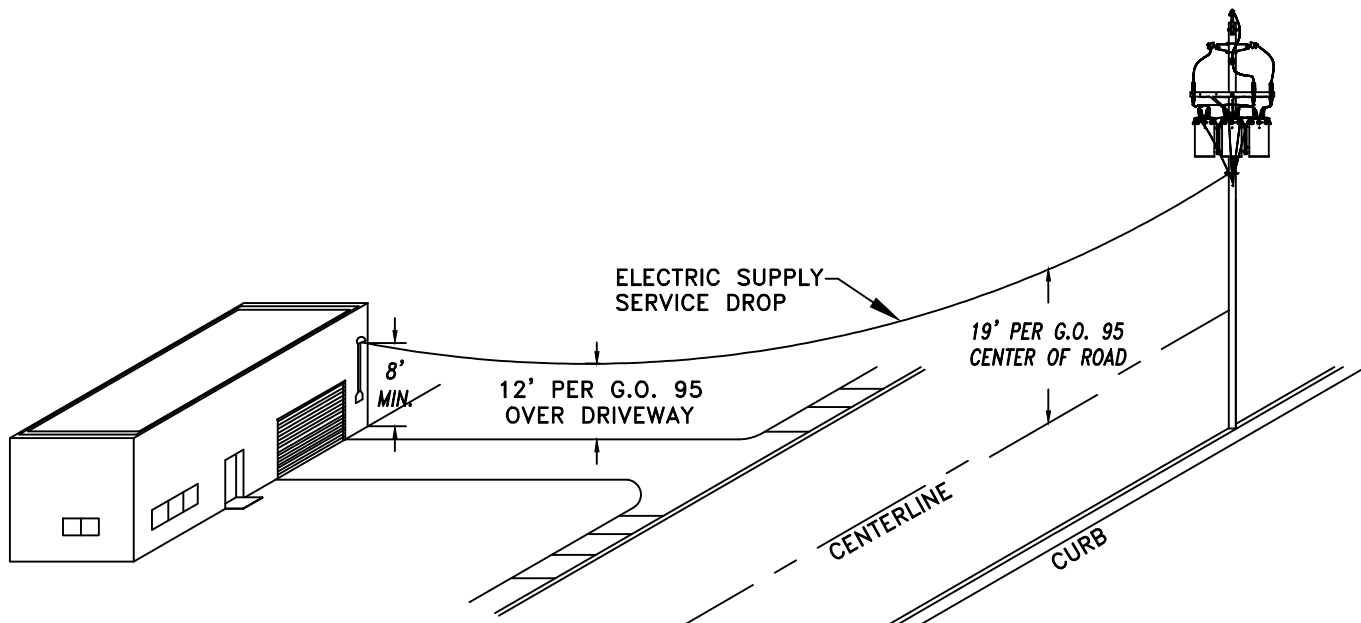 ELECTRIC SUPPLY
SERVICE DROP
19' PER G.O. 95
CENTER OF ROAD
8'
MIN.
12' PER G.O. 95
OVER DRIVEWAY
CENTERLINE
CURB